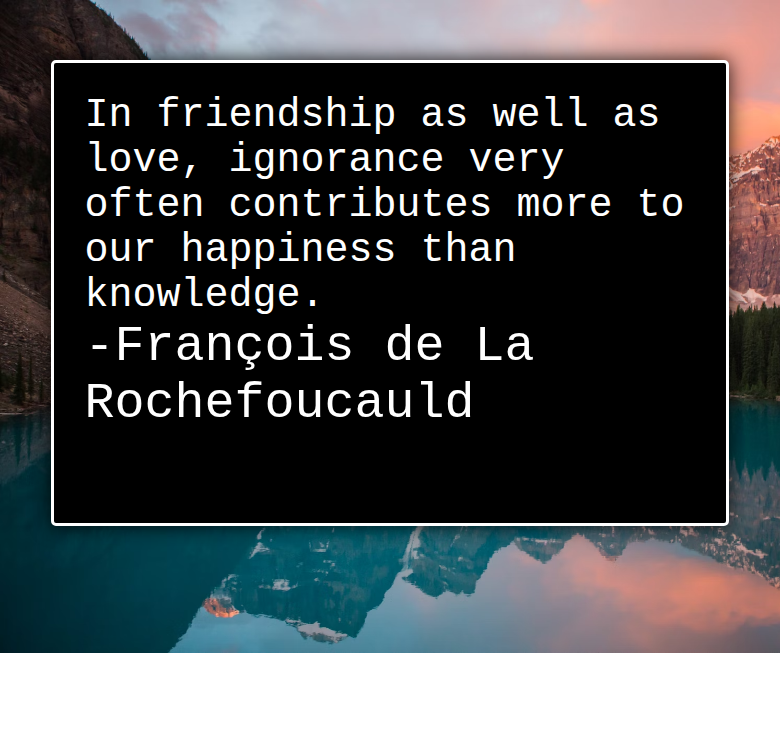 In friendship as well as
love, ignorance very
often contributes more to
our happiness than
knowledge.
-François de La
Rochefoucauld